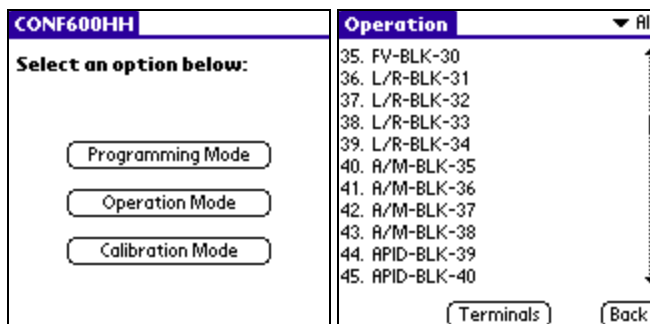 CONF600HH
Select an option below:
Programming Mode
Operation Mode
Calibration Mode
Operation
35. FV-BLK-30
36. L/R-BLK-31
37. L/R-BLK-32
38. L/R-BLK-33
39. L/R-BLK-34
40. A/M-BLK-35
41. A/M-BLK-36
42. A/M-BLK-37
43. A/M-BLK-38
44. APID-BLK-39
45. APID-BLK-40
Terminals
Back